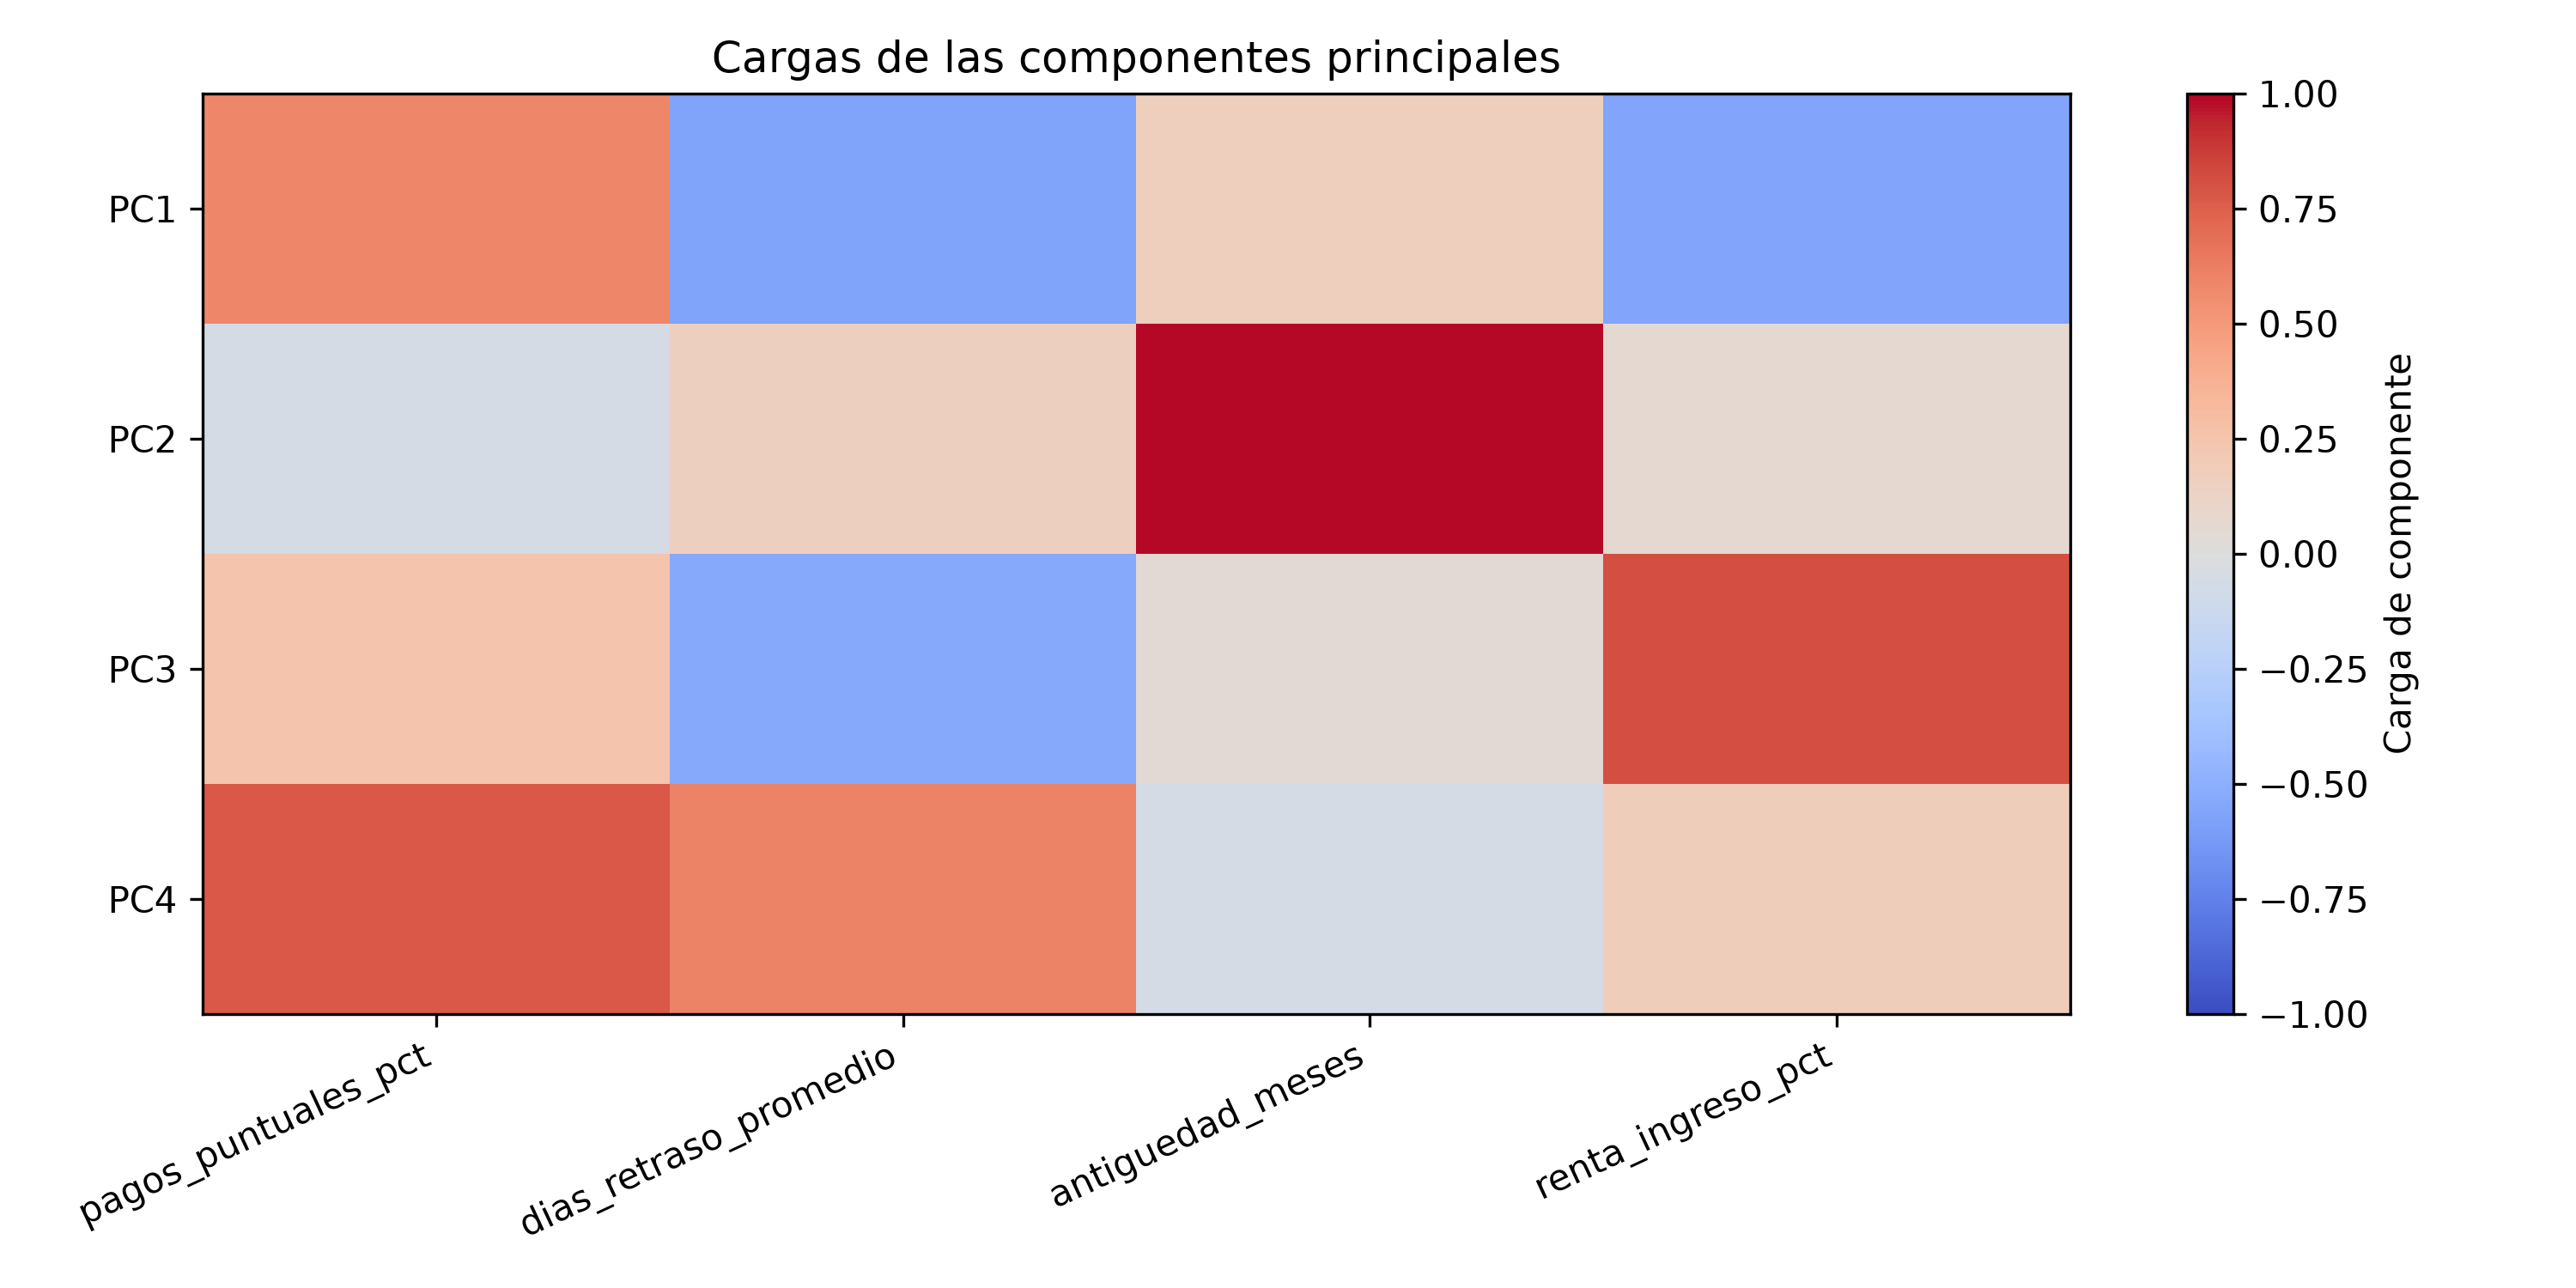 Cargas de las componentes principales
PC1
PC2
PC3
PC4
pagos_puntuales_pct
dias_retraso_promedio
antiguedad_meses
renta_ingreso_pct
1.00
0.75
0.50
0.25
0.00
−0.25
−0.50
−0.75
−1.00
Carga de componente